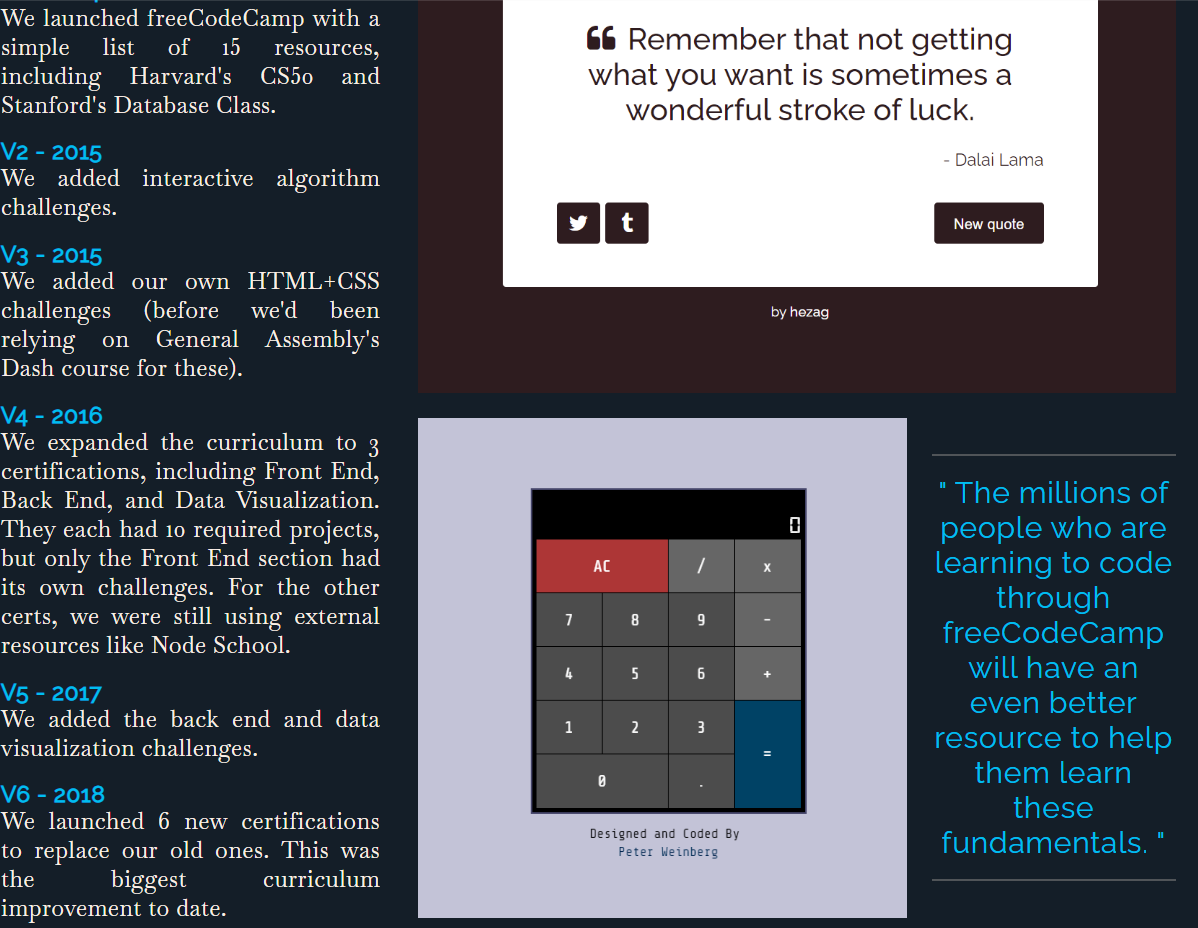 We launched freeCodeCamp with a
simple list of 15 resources,
including Harvard's CS50 and
Stanford's Database Class.
V2 - 2015
We added interactive algorithm
challenges.
V3 - 2015
We added our own HTML+CSS
challenges (before we'd been
relying on General Assembly's
Dash course for these).
V4 - 2016
We expanded the curriculum to 3
certifications, including Front End,
Back End, and Data Visualization.
They each had 10 required projects,
but only the Front End section had
its own challenges. For the other
certs, we were still using external
resources like Node School.
V5 - 2017
We added the back end and data
visualization challenges.
V6 - 2018
We launched 6 new certifications
to replace our old ones. This was
the biggest curriculum
improvement to date.
Remember that not getting
what you want is sometimes a
wonderful stroke of luck.
- Dalai Lama
New quote
by hezag
0
AC / x
7 8 9 -
4 5 6 +
1 2 3
=
0 .
Designed and Coded By
Peter Weinberg
" The millions of
people who are
learning to code
through
freeCodeCamp
will have an
even better
resource to help
them learn
these
fundamentals. "